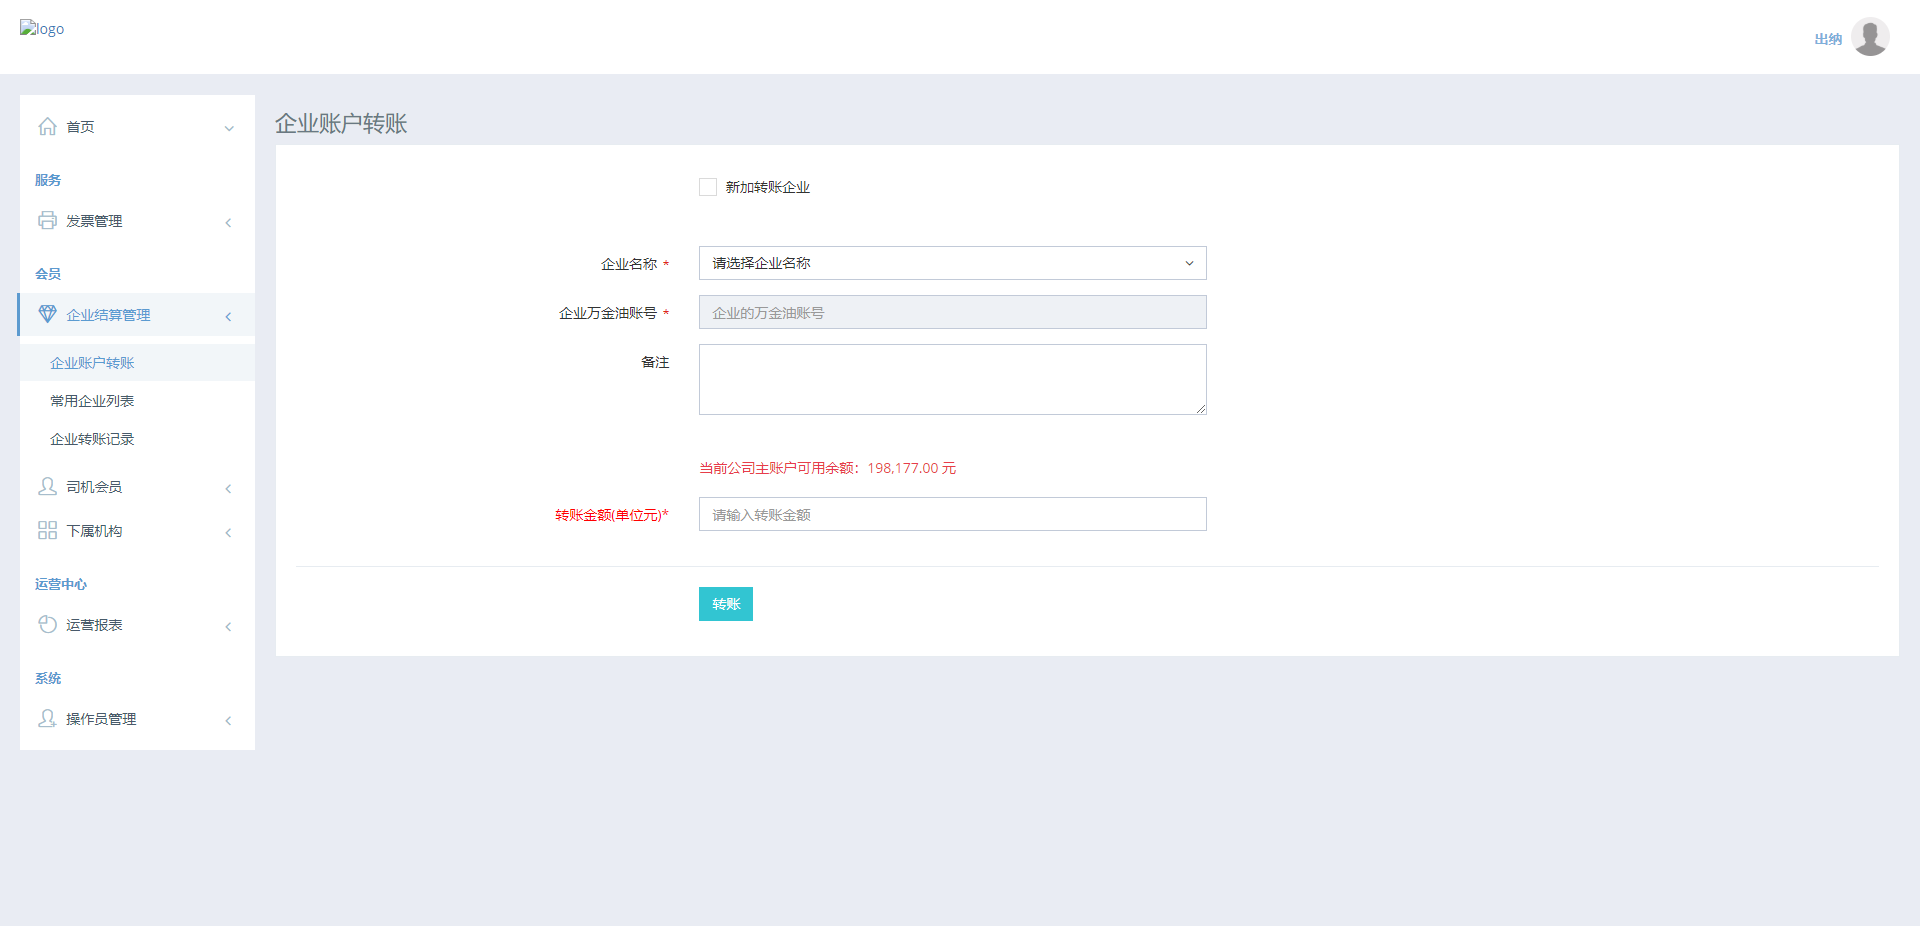 logo
出纳
首页
服务
发票管理
会员
企业结算管理
企业账户转账
常用企业列表
企业转账记录
司机会员
下属机构
运营中心
运营报表
系统
操作员管理
企业账户转账
新加转账企业
企业名称 *
请选择企业名称
企业万金油账号 *
企业的万金油账号
备注
当前公司主账户可用余额：198,177.00 元
转账金额(单位元)*
请输入转账金额
转账